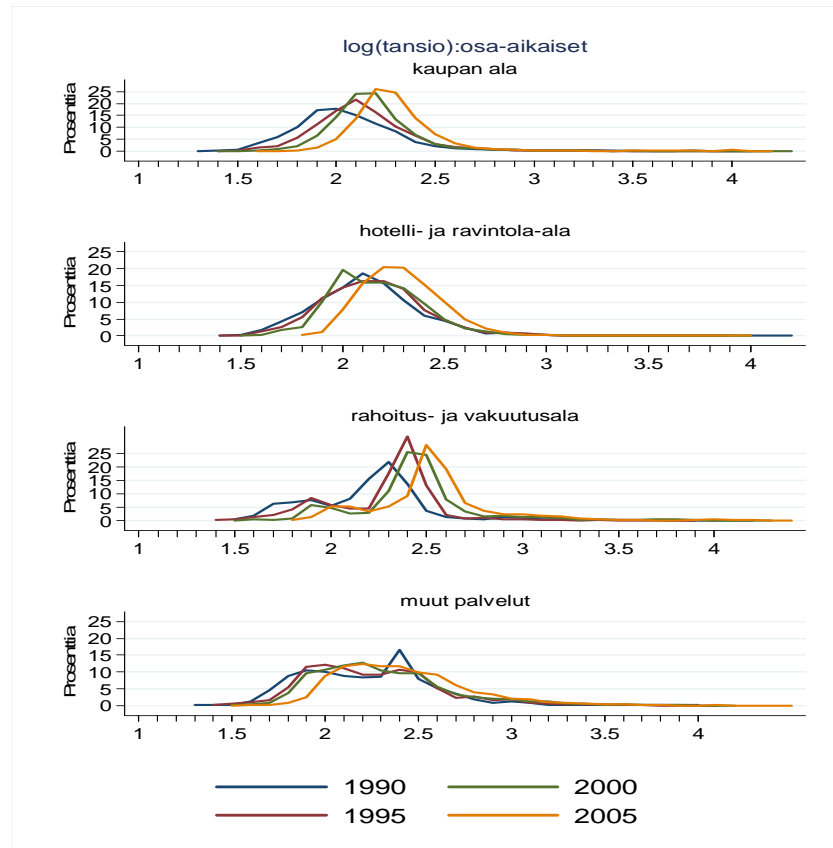 log(tansio):osa-aikaiset
kaupan ala
Prosenttia
25
20
15
10
5
0
1 1.5 2 2.5 3 3.5 4
hotelli- ja ravintola-ala
Prosenttia
25
20
15
10
5
0
1 1.5 2 2.5 3 3.5 4
rahoitus- ja vakuutusala
Prosenttia
25
20
15
10
5
0
1 1.5 2 2.5 3 3.5 4
muut palvelut
Prosenttia
25
20
15
10
5
0
1 1.5 2 2.5 3 3.5 4
1990 2000
1995 2005